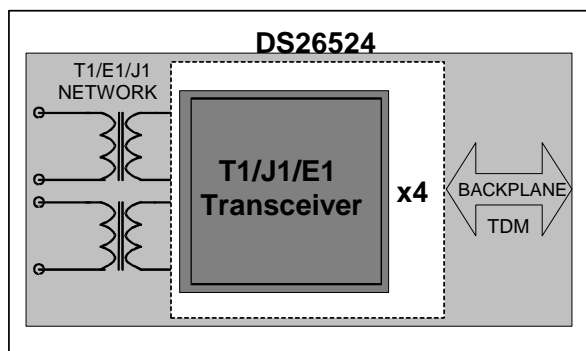 DS26524
T1/E1/J1
NETWORK
T1/J1/E1
Transceiver
x4
BACKPLANE
TDM